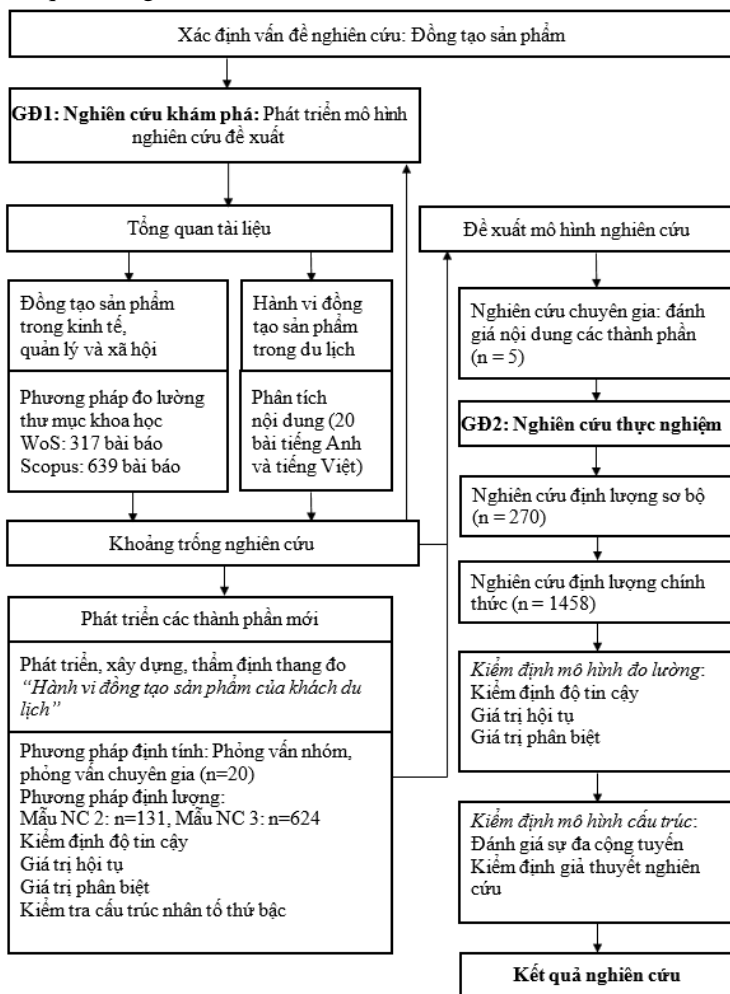 Xác định vấn đề nghiên cứu: Đồng tạo sản phẩm
GĐ1: Nghiên cứu khám phá: Phát triển mô hình
nghiên cứu đề xuất
Tổng quan tài liệu
Đồng tạo sản phẩm
trong kinh tế,
quản lý và xã hội
Hành vi đồng
tạo sản phẩm
trong du lịch
Phương pháp đo lường
thư mục khoa học
WoS: 317 bài báo
Scopus: 639 bài báo
Phân tích
nội dung (20
bài tiếng Anh
và tiếng Việt)
Khoảng trống nghiên cứu
Phát triển các thành phần mới
Phát triển, xây dựng, thẩm định thang đo
“Hành vi đồng tạo sản phẩm của khách du
lịch”
Phương pháp định tính: Phỏng vấn nhóm,
phỏng vấn chuyên gia (n=20)
Phương pháp định lượng:
Mẫu NC 2: n=131, Mẫu NC 3: n=624
Kiểm định độ tin cậy
Giá trị hội tụ
Giá trị phân biệt
Kiểm tra cấu trúc nhân tố thứ bậc
Đề xuất mô hình nghiên cứu
Nghiên cứu chuyên gia: đánh
giá nội dung các thành phần
(n = 5)
GĐ2: Nghiên cứu thực nghiệm
Nghiên cứu định lượng sơ bộ
(n = 270)
Nghiên cứu định lượng chính
thức (n = 1458)
Kiểm định mô hình đo lường:
Kiểm định độ tin cậy
Giá trị hội tụ
Giá trị phân biệt
Kiểm định mô hình cấu trúc:
Đánh giá sự đa cộng tuyến
Kiểm định giả thuyết nghiên
cứu
Kết quả nghiên cứu